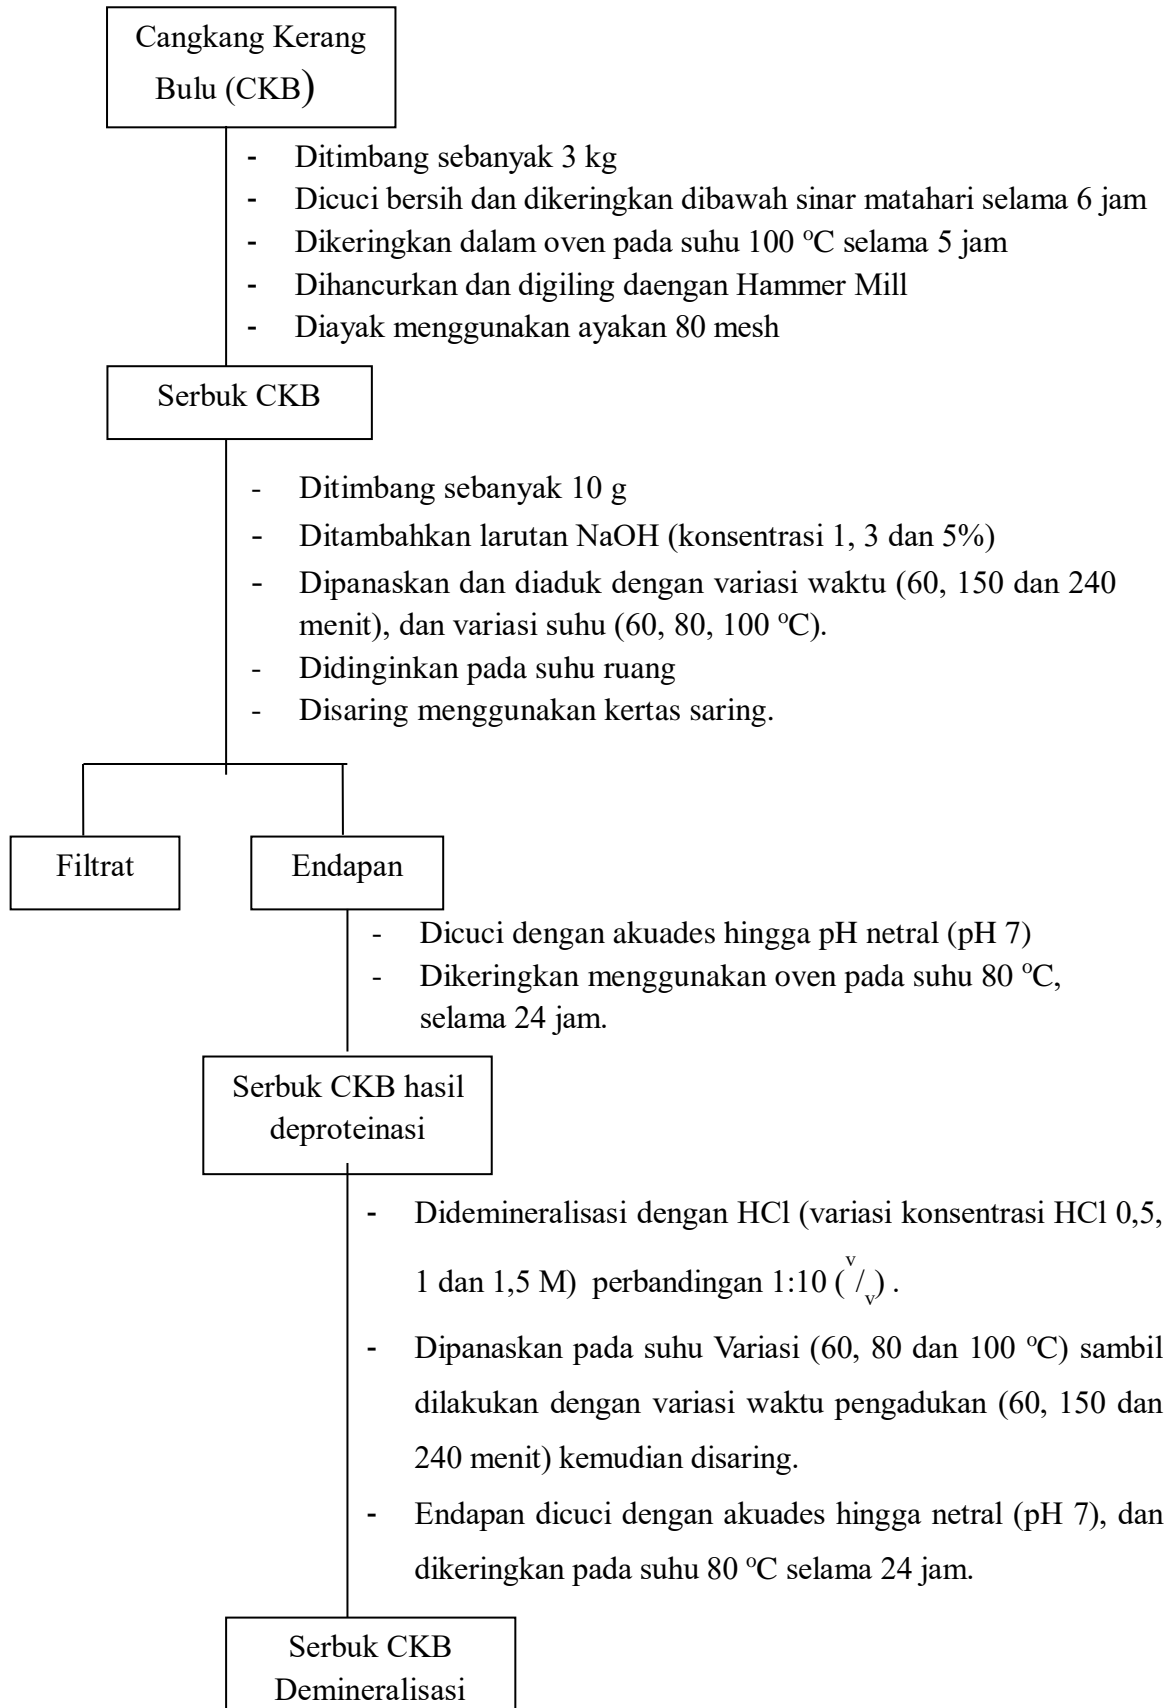 Cangkang Kerang
Bulu (CKB)
- Ditimbang sebanyak 3 kg
- Dicuci bersih dan dikeringkan dibawah sinar matahari selama 6 jam
- Dikeringkan dalam oven pada suhu 100 °C selama 5 jam
- Dihancurkan dan digiling daengan Hammer Mill
- Diayak menggunakan ayakan 80 mesh
Serbuk CKB
- Ditimbang sebanyak 10 g
- Ditambahkan larutan NaOH (konsentrasi 1, 3 dan 5%)
- Dipanaskan dan diaduk dengan variasi waktu (60, 150 dan 240
menit), dan variasi suhu (60, 80, 100 °C).
- Didinginkan pada suhu ruang
- Disaring menggunakan kertas saring.
Filtrat
Endapan
- Dicuci dengan akuades hingga pH netral (pH 7)
- Dikeringkan menggunakan oven pada suhu 80 °C,
selama 24 jam.
Serbuk CKB hasil
deproteinasi
- Didemineralisasi dengan HCl (variasi konsentrasi HCl 0,5,
1 dan 1,5 M) perbandingan 1:10 (v/v) .
- Dipanaskan pada suhu Variasi (60, 80 dan 100 °C) sambil
dilakukan dengan variasi waktu pengadukan (60, 150 dan
240 menit) kemudian disaring.
- Endapan dicuci dengan akuades hingga netral (pH 7), dan
dikeringkan pada suhu 80 °C selama 24 jam.
Serbuk CKB
Demineralisasi